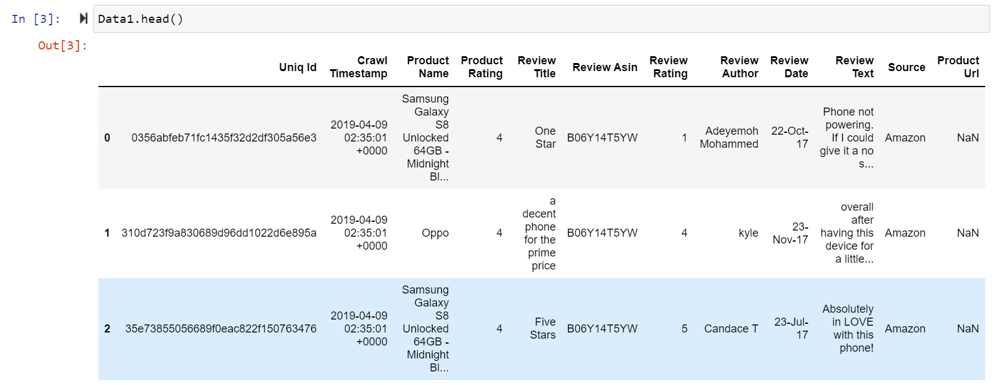 In [3]: Data1.head()
Out[3]:
Uniq Id Crawl Timestamp Product Name Product Rating Review Title Review Asin Review Rating Review Author Review Date Review Text Source Product Url
0 0356abfeb71fc1435f32d2df305a56e3 2019-04-09 02:35:01 +0000 Samsung Galaxy S8 Unlocked 64GB - Midnight Bl... 4 One Star B06Y14T5YW 1 Adeyemoh Mohammed 22-Oct-17 Phone not powering. If I could give it a no s... Amazon NaN
1 310d723f9a830689d96dd1022d6e895a 2019-04-09 02:35:01 +0000 Oppo 4 a decent phone for the prime price B06Y14T5YW 4 kyle 23-Nov-17 overall after having this device for a little... Amazon NaN
2 35e73855056689f0eac822f150763476 2019-04-09 02:35:01 +0000 Samsung Galaxy S8 Unlocked 64GB - Midnight Bl... 4 Five Stars B06Y14T5YW 5 Candace T 23-Jul-17 Absolutely in LOVE with this phone! Amazon NaN